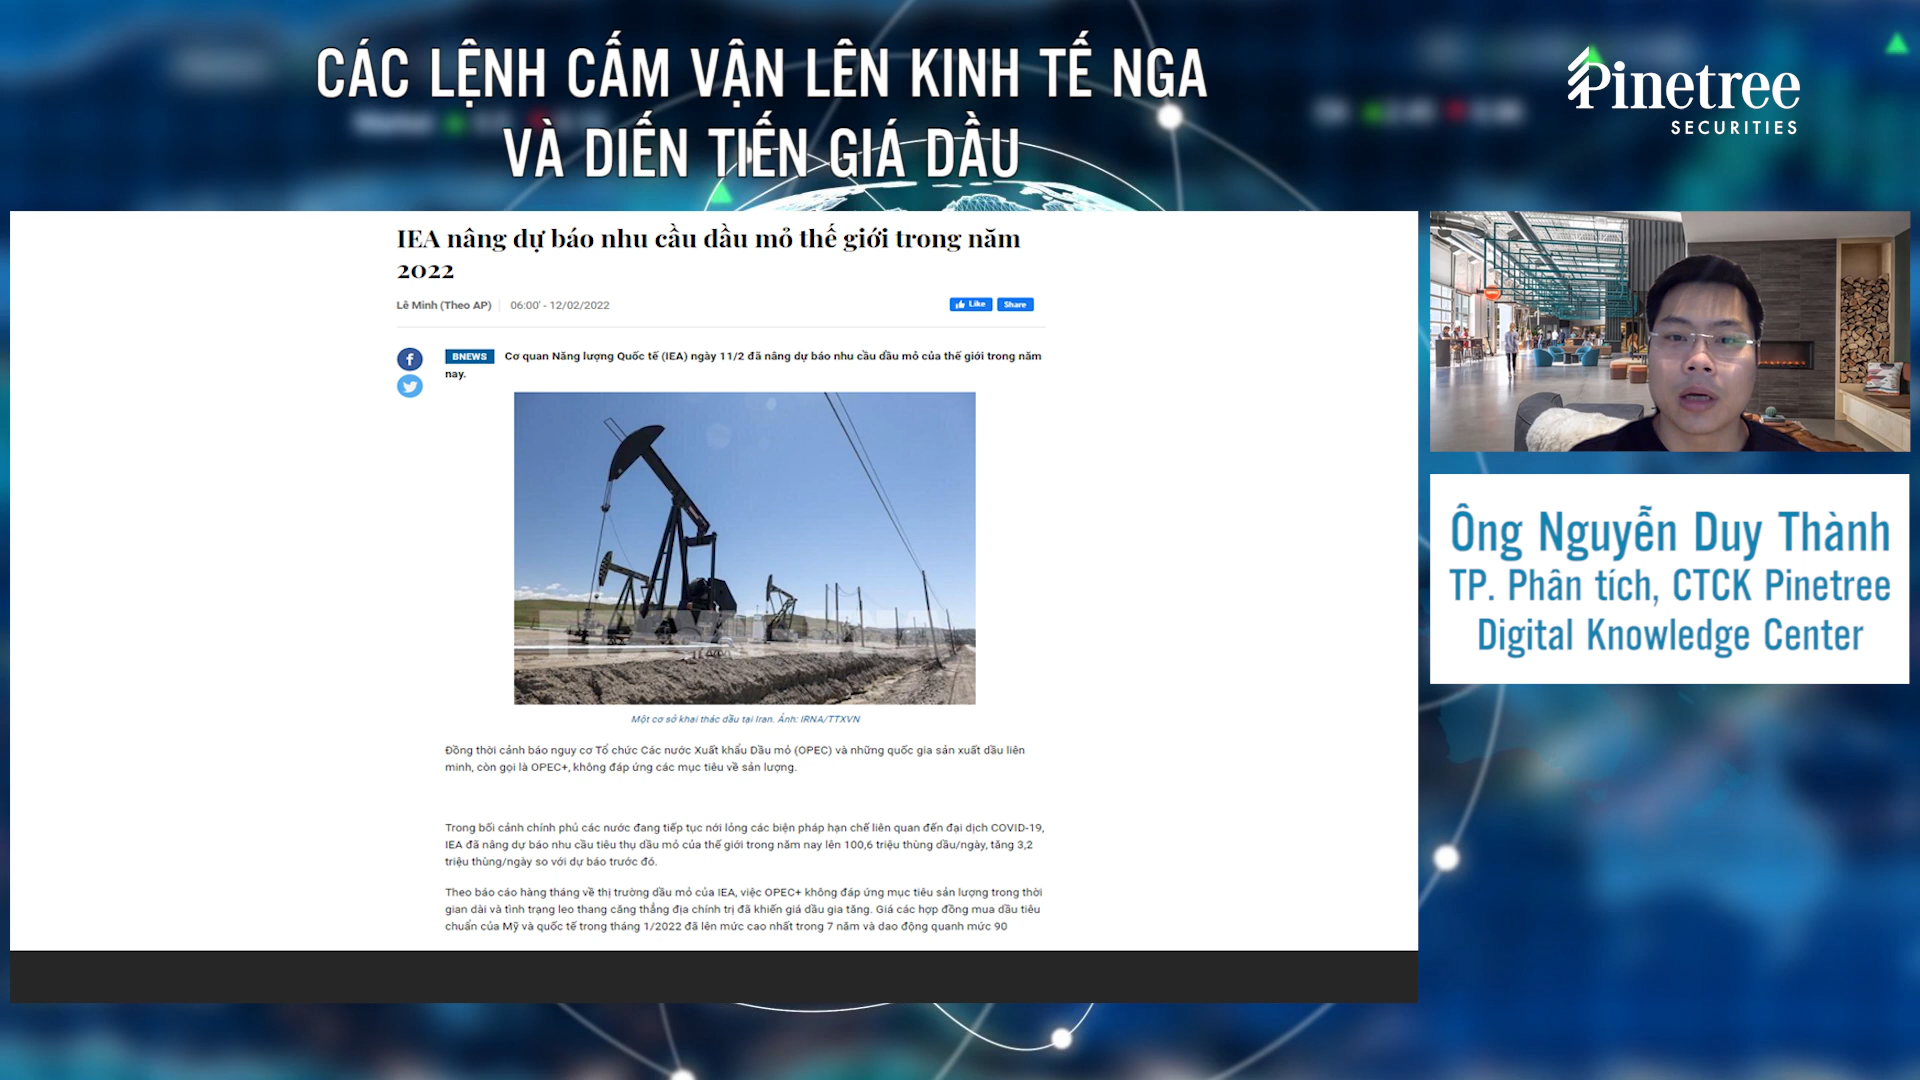 CÁC LỆNH CẤM VẬN LÊN KINH TẾ NGA
VÀ DIẾN TIẾN GIÁ DẦU
Pinetree
SECURITIES
IEA nâng dự báo nhu cầu dầu mỏ thế giới trong năm
2022
Lê Minh (Theo AP) 06:00' - 12/02/2022
Like Share
BNEWS Cơ quan Năng lượng Quốc tế (IEA) ngày 11/2 đã nâng dự báo nhu cầu dầu mỏ của thế giới trong năm
nay.
Một cơ sở khai thác dầu tại Iran. Ảnh: IRNA/TTXVN
Đồng thời cảnh báo nguy cơ Tổ chức Các nước Xuất khẩu Dầu mỏ (OPEC) và những quốc gia sản xuất dầu liên
minh, còn gọi là OPEC+, không đáp ứng các mục tiêu về sản lượng.
Trong bối cảnh chính phủ các nước đang tiếp tục nới lỏng các biện pháp hạn chế liên quan đến đại dịch COVID-19,
IEA đã nâng dự báo nhu cầu tiêu thụ dầu mỏ của thế giới trong năm nay lên 100,6 triệu thùng dầu/ngày, tăng 3,2
triệu thùng/ngày so với dự báo trước đó.
Theo báo cáo hàng tháng về thị trường dầu mỏ của IEA, việc OPEC+ không đáp ứng mục tiêu sản lượng trong thời
gian dài và tình trạng leo thang căng thẳng địa chính trị đã khiến giá dầu gia tăng. Giá các hợp đồng mua dầu tiêu
chuẩn của Mỹ và quốc tế trong tháng 1/2022 đã lên mức cao nhất trong 7 năm và dao động quanh mức 90
Ông Nguyễn Duy Thành
TP. Phân tích, CTCK Pinetree
Digital Knowledge Center